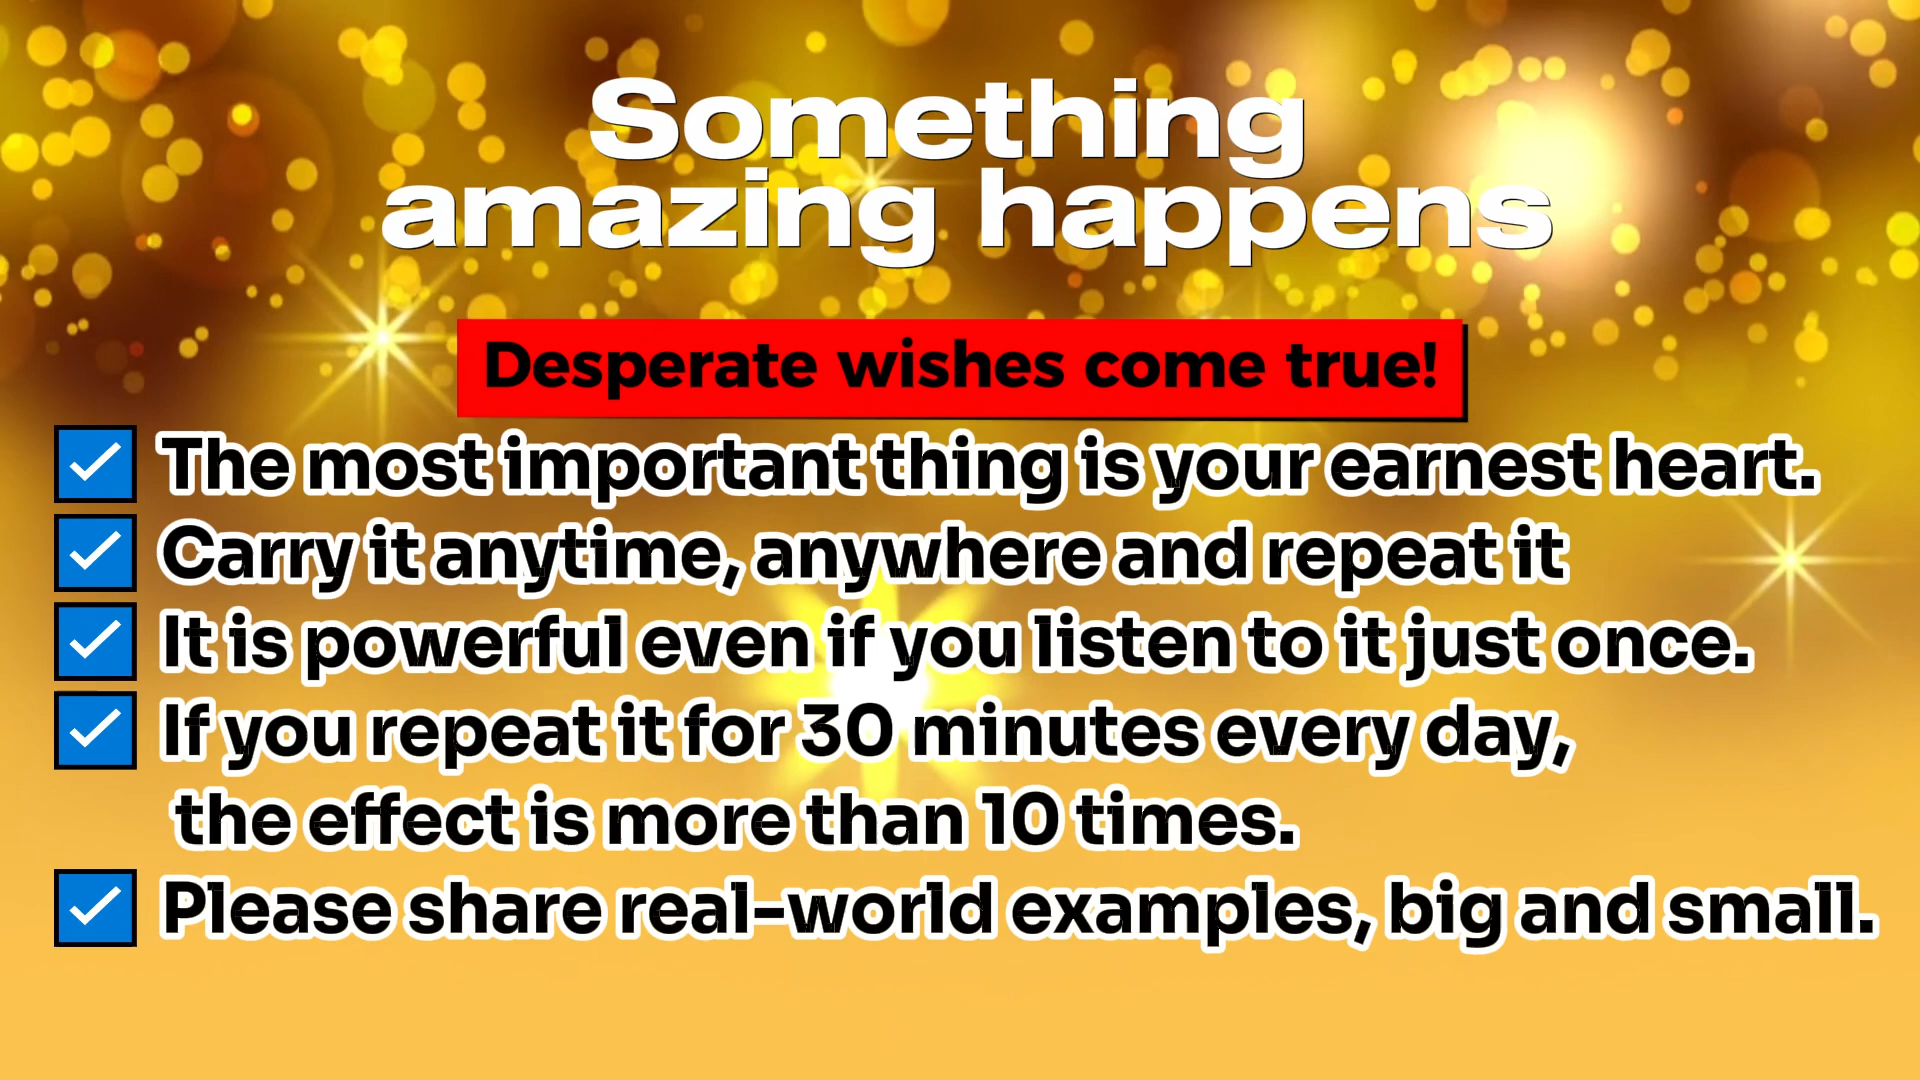 Something
amazing happens
Desperate wishes come true!
The most important thing is your earnest heart.
Carry it anytime, anywhere and repeat it
It is powerful even if you listen to it just once.
If you repeat it for 30 minutes every day,
the effect is more than 10 times.
Please share real-world examples, big and small.